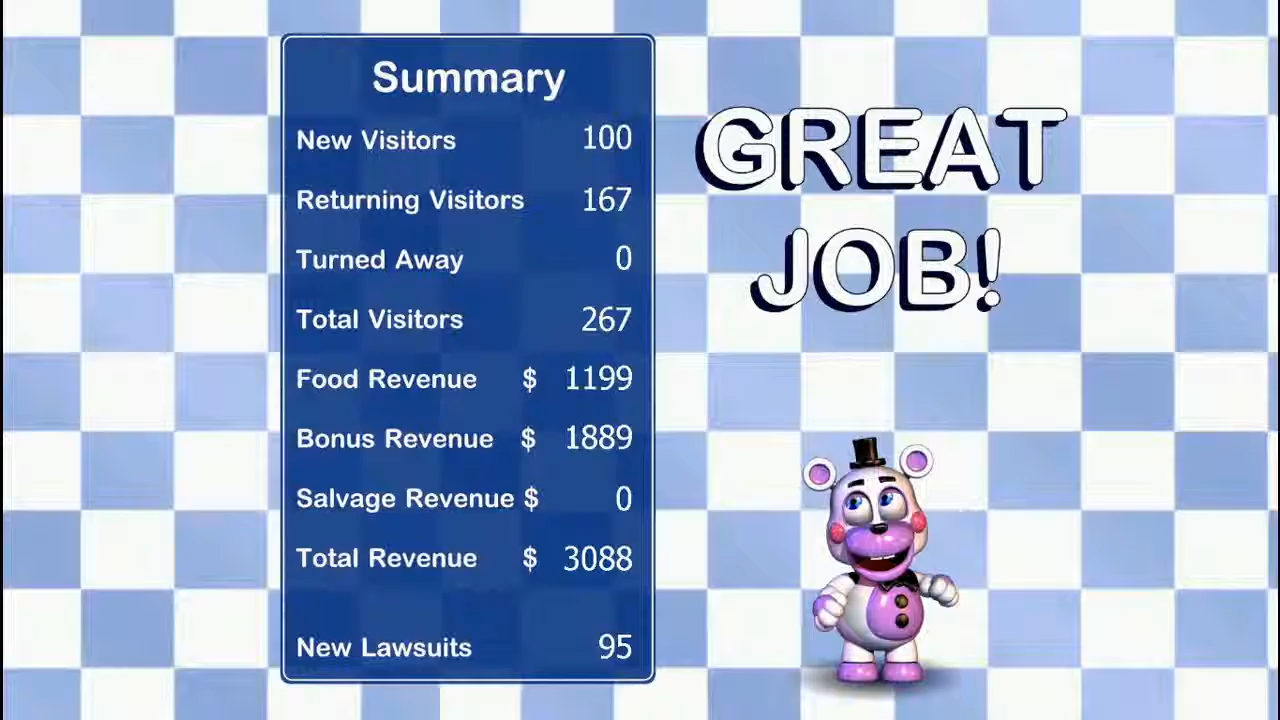 Summary
New Visitors 100
Returning Visitors 167
Turned Away 0
Total Visitors 267
Food Revenue $ 1199
Bonus Revenue $ 1889
Salvage Revenue $ 0
Total Revenue $ 3088
New Lawsuits 95
GREAT
JOB!